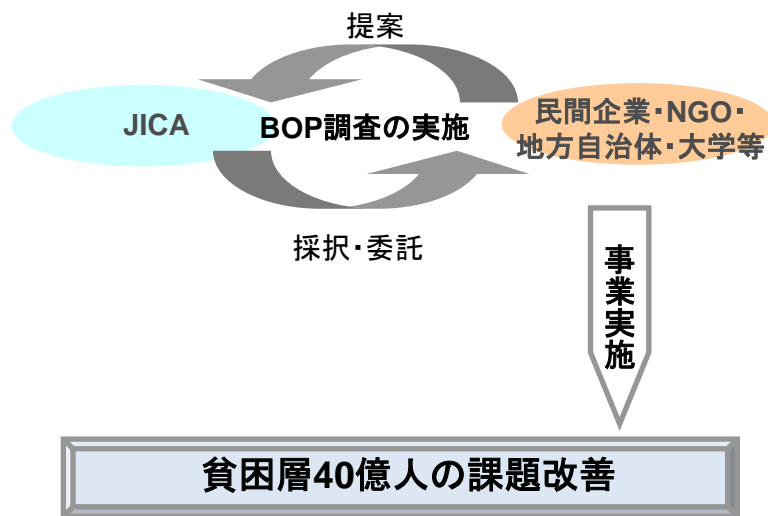 提案
JICA
BOP調査の実施
民間企業・NGO・
地方自治体・大学等
採択・委託
事業実施
貧困層40億人の課題改善